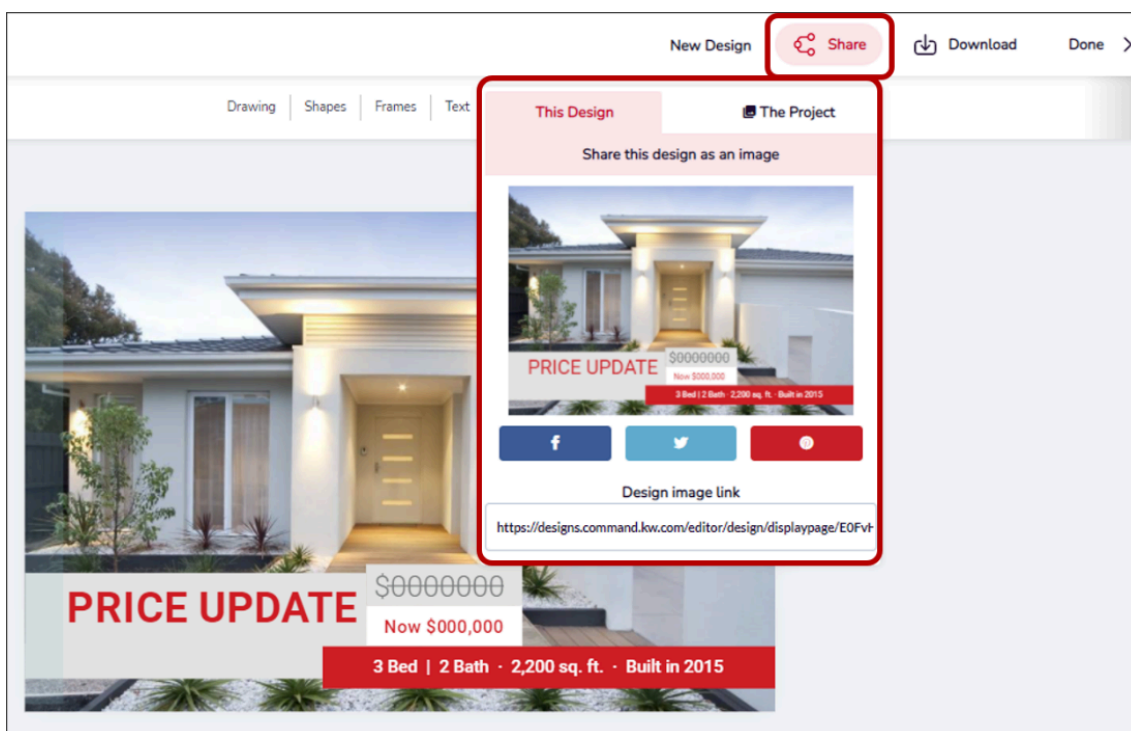 New Design
Share
Download
Done
Drawing
Shapes
Frames
Text
This Design
The Project
Share this design as an image
PRICE UPDATE
$0000000
Now $000,000
3 Bed | 2 Bath · 2,200 sq. ft. · Built in 2015
Design image link
https://designs.command.kw.com/editor/design/displaypage/E0Fv
PRICE UPDATE
$0000000
Now $000,000
3 Bed | 2 Bath · 2,200 sq. ft. · Built in 2015